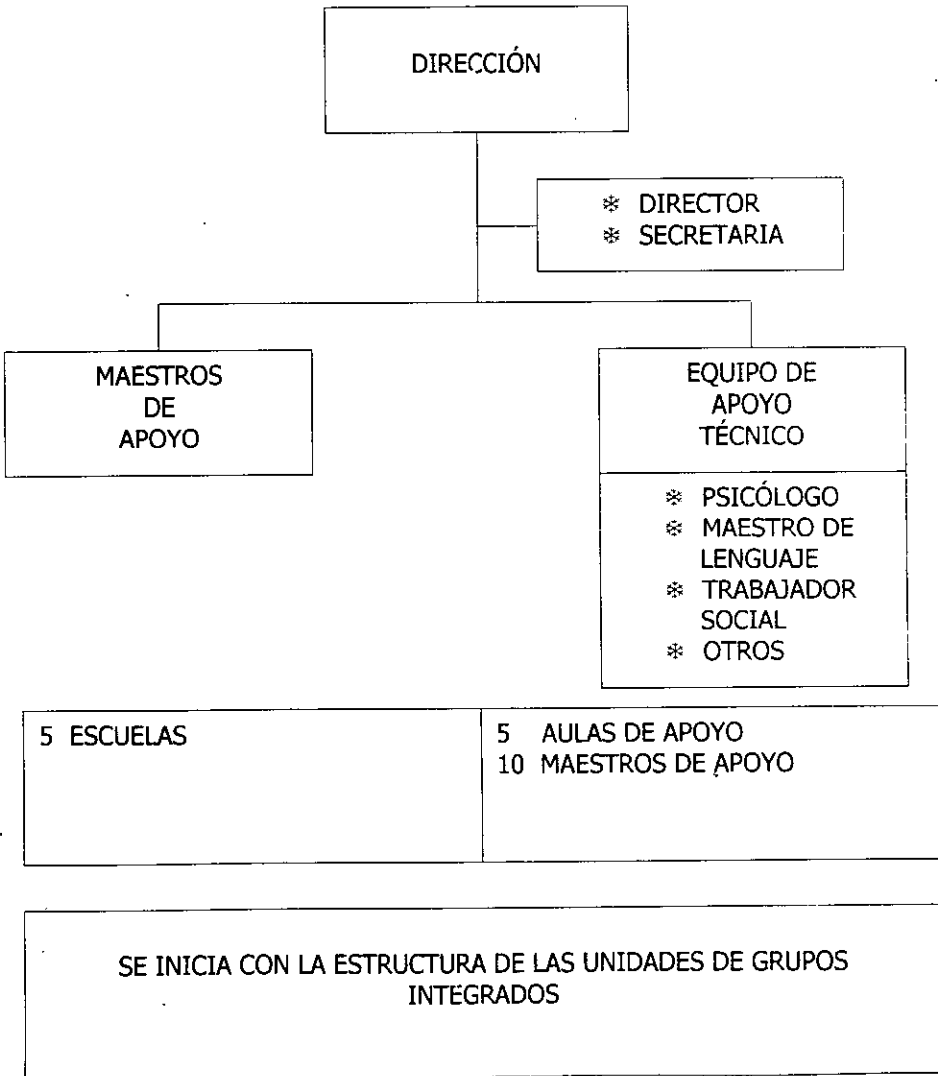 DIRECCIÓN
❄ DIRECTOR
❄ SECRETARIA
MAESTROS
DE
APOYO
EQUIPO DE
APOYO
TÉCNICO
❄ PSICÓLOGO
❄ MAESTRO DE
LENGUAJE
❄ TRABAJADOR
SOCIAL
❄ OTROS
5 ESCUELAS
5 AULAS DE APOYO
10 MAESTROS DE APOYO
SE INICIA CON LA ESTRUCTURA DE LAS UNIDADES DE GRUPOS
INTEGRADOS